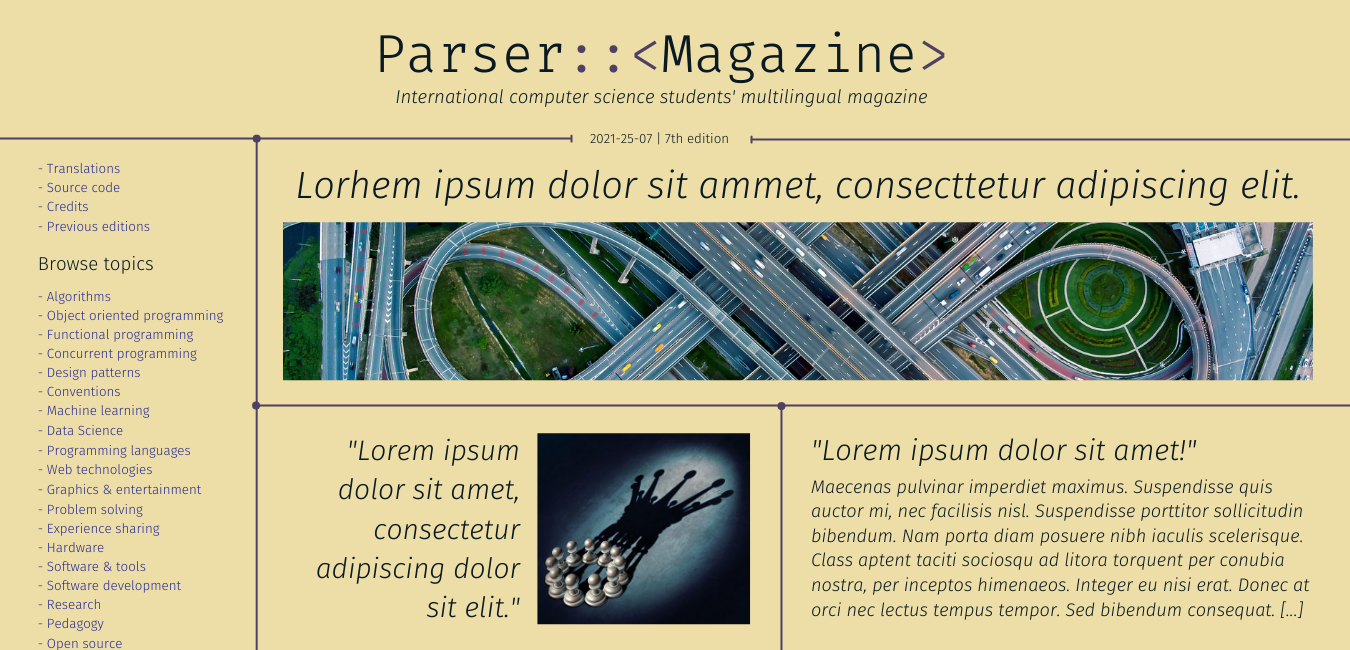 Parser::<Magazine>
International computer science students' multilingual magazine
2021-25-07 | 7th edition
- Translations
- Source code
- Credits
- Previous editions
Browse topics
- Algorithms
- Object oriented programming
- Functional programming
- Concurrent programming
- Design patterns
- Conventions
- Machine learning
- Data Science
- Programming languages
- Web technologies
- Graphics & entertainment
- Problem solving
- Experience sharing
- Hardware
- Software & tools
- Software development
- Research
- Pedagogy
- Open source
Lorhem ipsum dolor sit ammet, consecttetur adipiscing elit.
"Lorem ipsum
dolor sit amet,
consectetur
adipiscing dolor
sit elit."
"Lorem ipsum dolor sit amet!"
Maecenas pulvinar imperdiet maximus. Suspendisse quis
auctor mi, nec facilisis nisl. Suspendisse porttitor sollicitudin
bibendum. Nam porta diam posuere nibh iaculis scelerisque.
Class aptent taciti sociosqu ad litora torquent per conubia
nostra, per inceptos himenaeos. Integer eu nisi erat. Donec at
orci nec lectus tempus tempor. Sed bibendum consequat. [...]